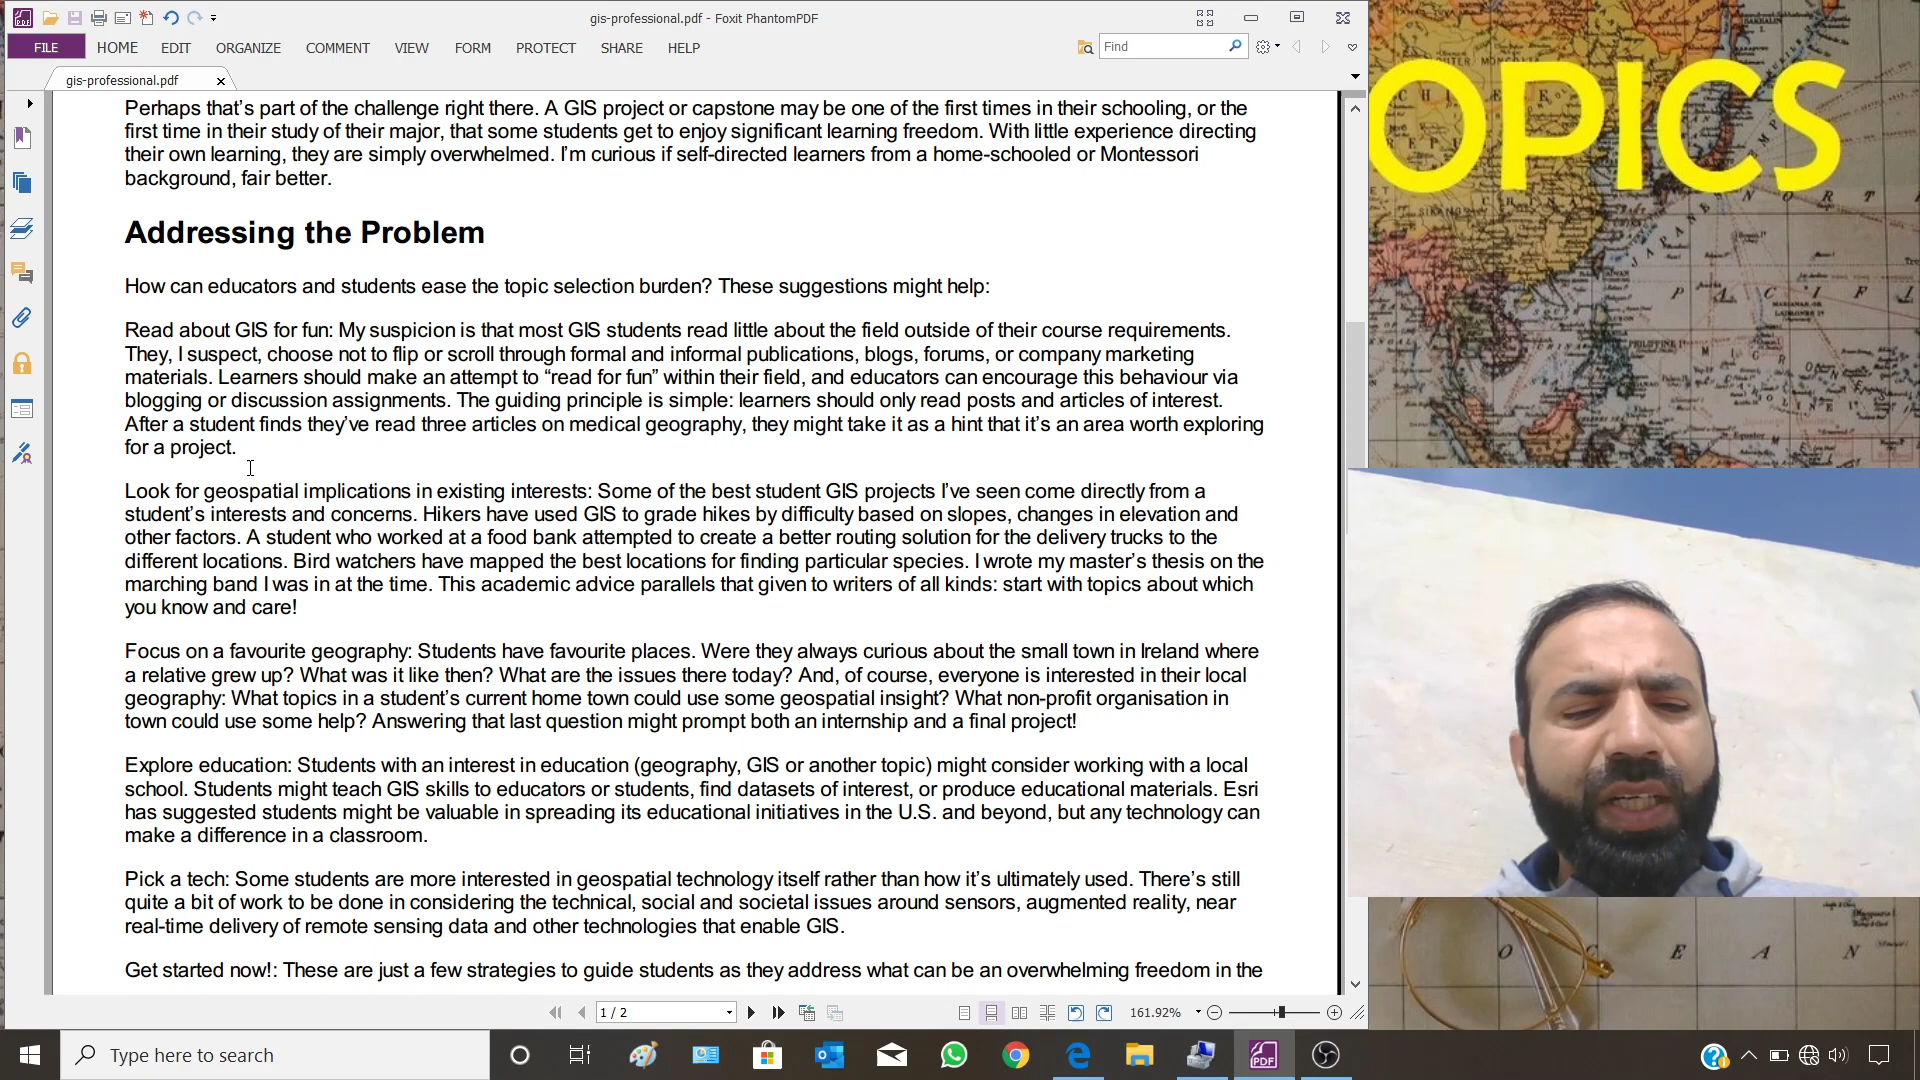 gis-professional.pdf - Foxit PhantomPDF
FILE HOME EDIT ORGANIZE COMMENT VIEW FORM PROTECT SHARE HELP
Find
gis-professional.pdf
Perhaps that’s part of the challenge right there. A GIS project or capstone may be one of the first times in their schooling, or the
first time in their study of their major, that some students get to enjoy significant learning freedom. With little experience directing
their own learning, they are simply overwhelmed. I’m curious if self-directed learners from a home-schooled or Montessori
background, fair better.
Addressing the Problem
How can educators and students ease the topic selection burden? These suggestions might help:
Read about GIS for fun: My suspicion is that most GIS students read little about the field outside of their course requirements.
They, I suspect, choose not to flip or scroll through formal and informal publications, blogs, forums, or company marketing
materials. Learners should make an attempt to “read for fun” within their field, and educators can encourage this behaviour via
blogging or discussion assignments. The guiding principle is simple: learners should only read posts and articles of interest.
After a student finds they’ve read three articles on medical geography, they might take it as a hint that it’s an area worth exploring
for a project.
Look for geospatial implications in existing interests: Some of the best student GIS projects I’ve seen come directly from a
student’s interests and concerns. Hikers have used GIS to grade hikes by difficulty based on slopes, changes in elevation and
other factors. A student who worked at a food bank attempted to create a better routing solution for the delivery trucks to the
different locations. Bird watchers have mapped the best locations for finding particular species. I wrote my master’s thesis on the
marching band I was in at the time. This academic advice parallels that given to writers of all kinds: start with topics about which
you know and care!
Focus on a favourite geography: Students have favourite places. Were they always curious about the small town in Ireland where
a relative grew up? What was it like then? What are the issues there today? And, of course, everyone is interested in their local
geography: What topics in a student’s current home town could use some geospatial insight? What non-profit organisation in
town could use some help? Answering that last question might prompt both an internship and a final project!
Explore education: Students with an interest in education (geography, GIS or another topic) might consider working with a local
school. Students might teach GIS skills to educators or students, find datasets of interest, or produce educational materials. Esri
has suggested students might be valuable in spreading its educational initiatives in the U.S. and beyond, but any technology can
make a difference in a classroom.
Pick a tech: Some students are more interested in geospatial technology itself rather than how it’s ultimately used. There’s still
quite a bit of work to be done in considering the technical, social and societal issues around sensors, augmented reality, near
real-time delivery of remote sensing data and other technologies that enable GIS.
Get started now!: These are just a few strategies to guide students as they address what can be an overwhelming freedom in the
1 / 2
161.92%
Type here to search
OPICS
N O R T
P A C I F I
O C E A N